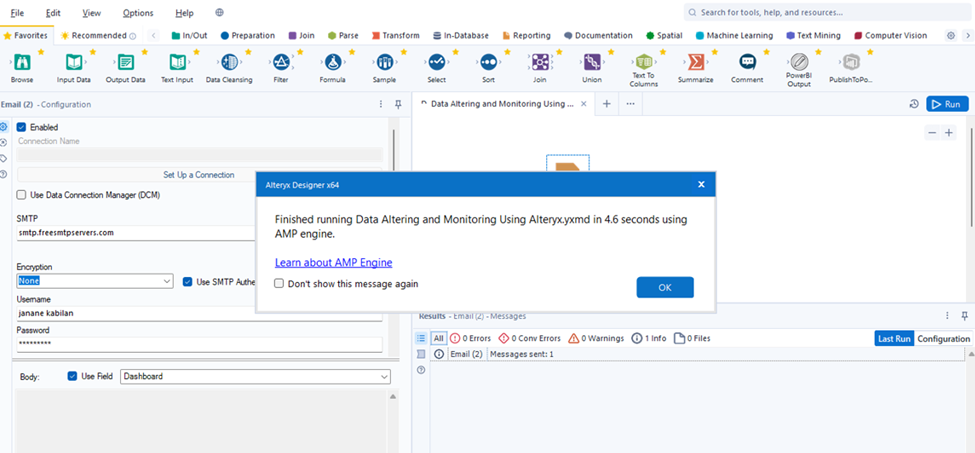 File Edit View Options Help
Search for tools, help, and resources...
Favorites Recommended In/Out Preparation Join Parse Transform In-Database Reporting Documentation Spatial Machine Learning Text Mining Computer Vision
Browse Input Data Output Data Text Input Data Cleansing Filter Formula Sample Select Sort Join Union Text To Columns Summarize Comment PowerBI Output PublishToPo...
Email (2) - Configuration
Data Altering and Monitoring Using ...
Run
Enabled
Connection Name
Set Up a Connection
Use Data Connection Manager (DCM)
SMTP
smtp.freesmtpservers.com
Encryption
None
Use SMTP Authe
Username
janane kabilan
Password
*********
Body: Use Field Dashboard
Alteryx Designer x64
Finished running Data Altering and Monitoring Using Alteryx.yxmd in 4.6 seconds using
AMP engine.
Learn about AMP Engine
Don't show this message again
OK
Results - Email (2) - Messages
All 0 Errors 0 Conv Errors 0 Warnings 1 Info 0 Files
Last Run Configuration
Email (2) Messages sent: 1